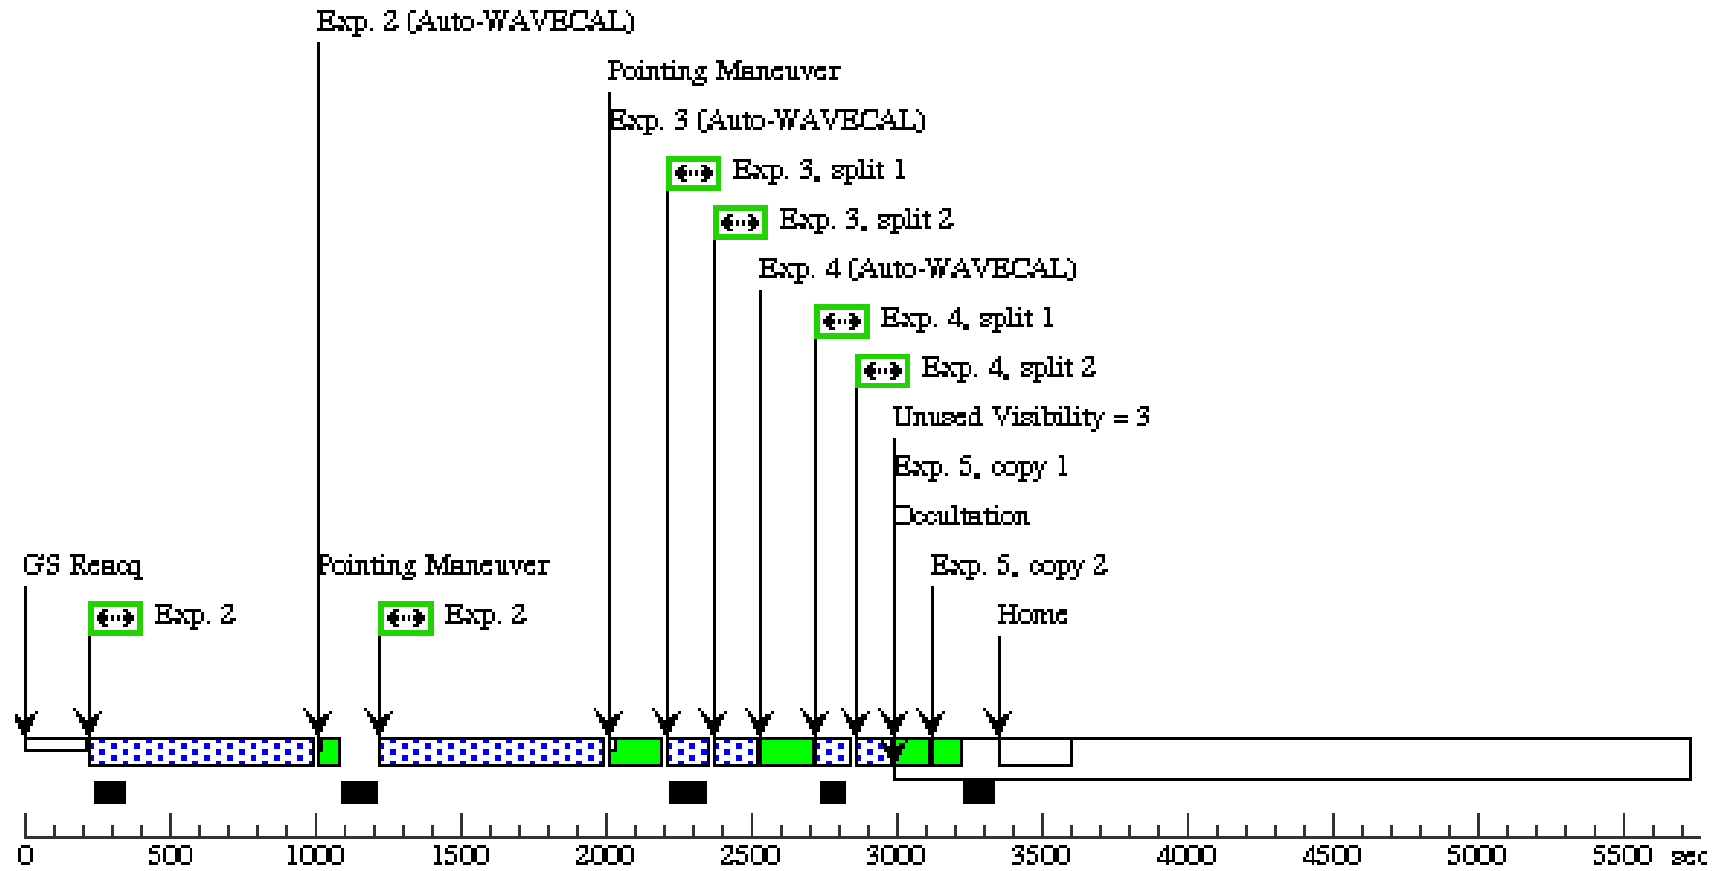 Exp. 2 (Auto-WAVECAL)
Pointing Maneuver
Exp. 3 (Auto-WAVECAL)
Exp. 3, split 1
Exp. 3, split 2
Exp. 4 (Auto-WAVECAL)
Exp. 4, split 1
Exp. 4, split 2
Unused Visibility = 3
Exp. 5, copy 1
Occultation
GS Reacq
Pointing Maneuver
Exp. 5, copy 2
Exp. 2
Exp. 2
Home
0 500 1000 1500 2000 2500 3000 3500 4000 4500 5000 5500 sec